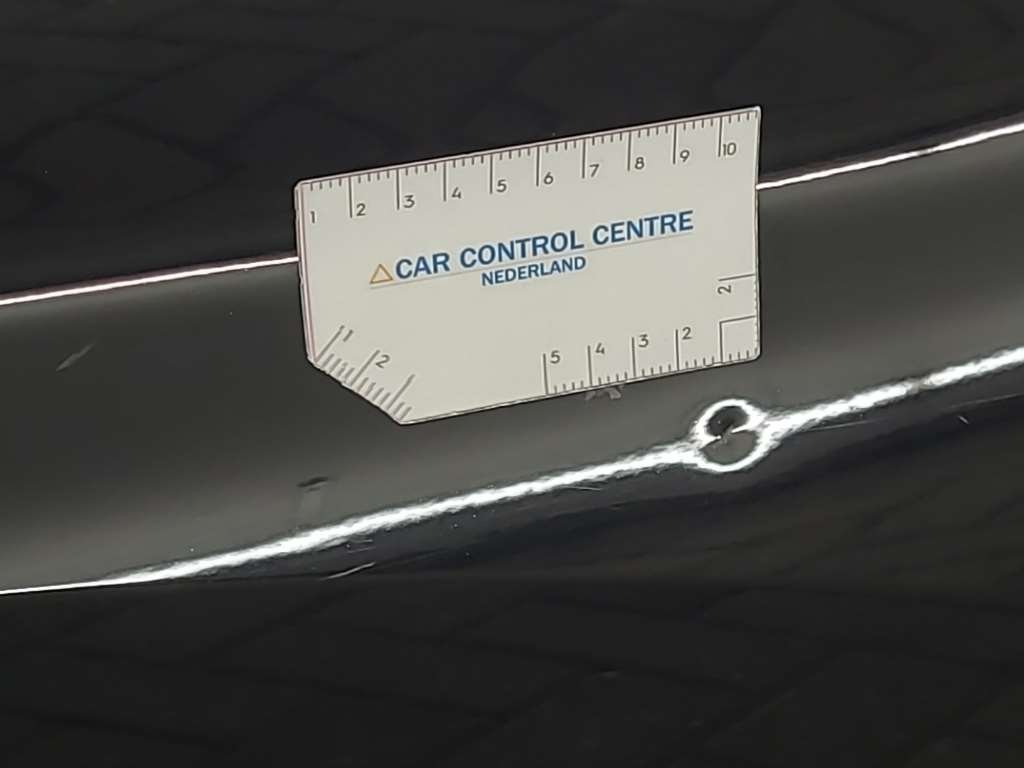 1 2 3 4 5 6 7 8 9 10
CAR CONTROL CENTRE
NEDERLAND
2
1 2
5 4 3 2